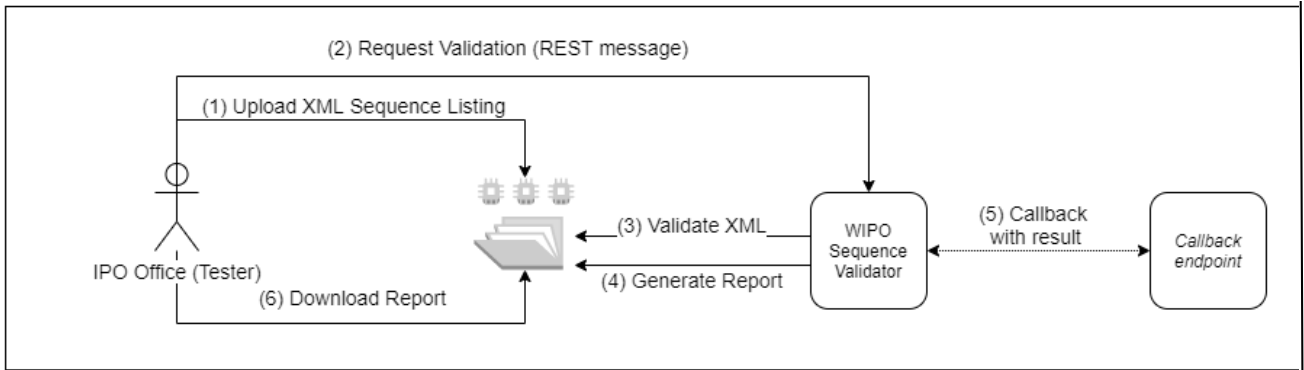 (2) Request Validation (REST message)
(1) Upload XML Sequence Listing
(3) Validate XML
(5) Callback
with result
WIPO
Sequence
Validator
Callback
endpoint
IPO Office (Tester)
(4) Generate Report
(6) Download Report